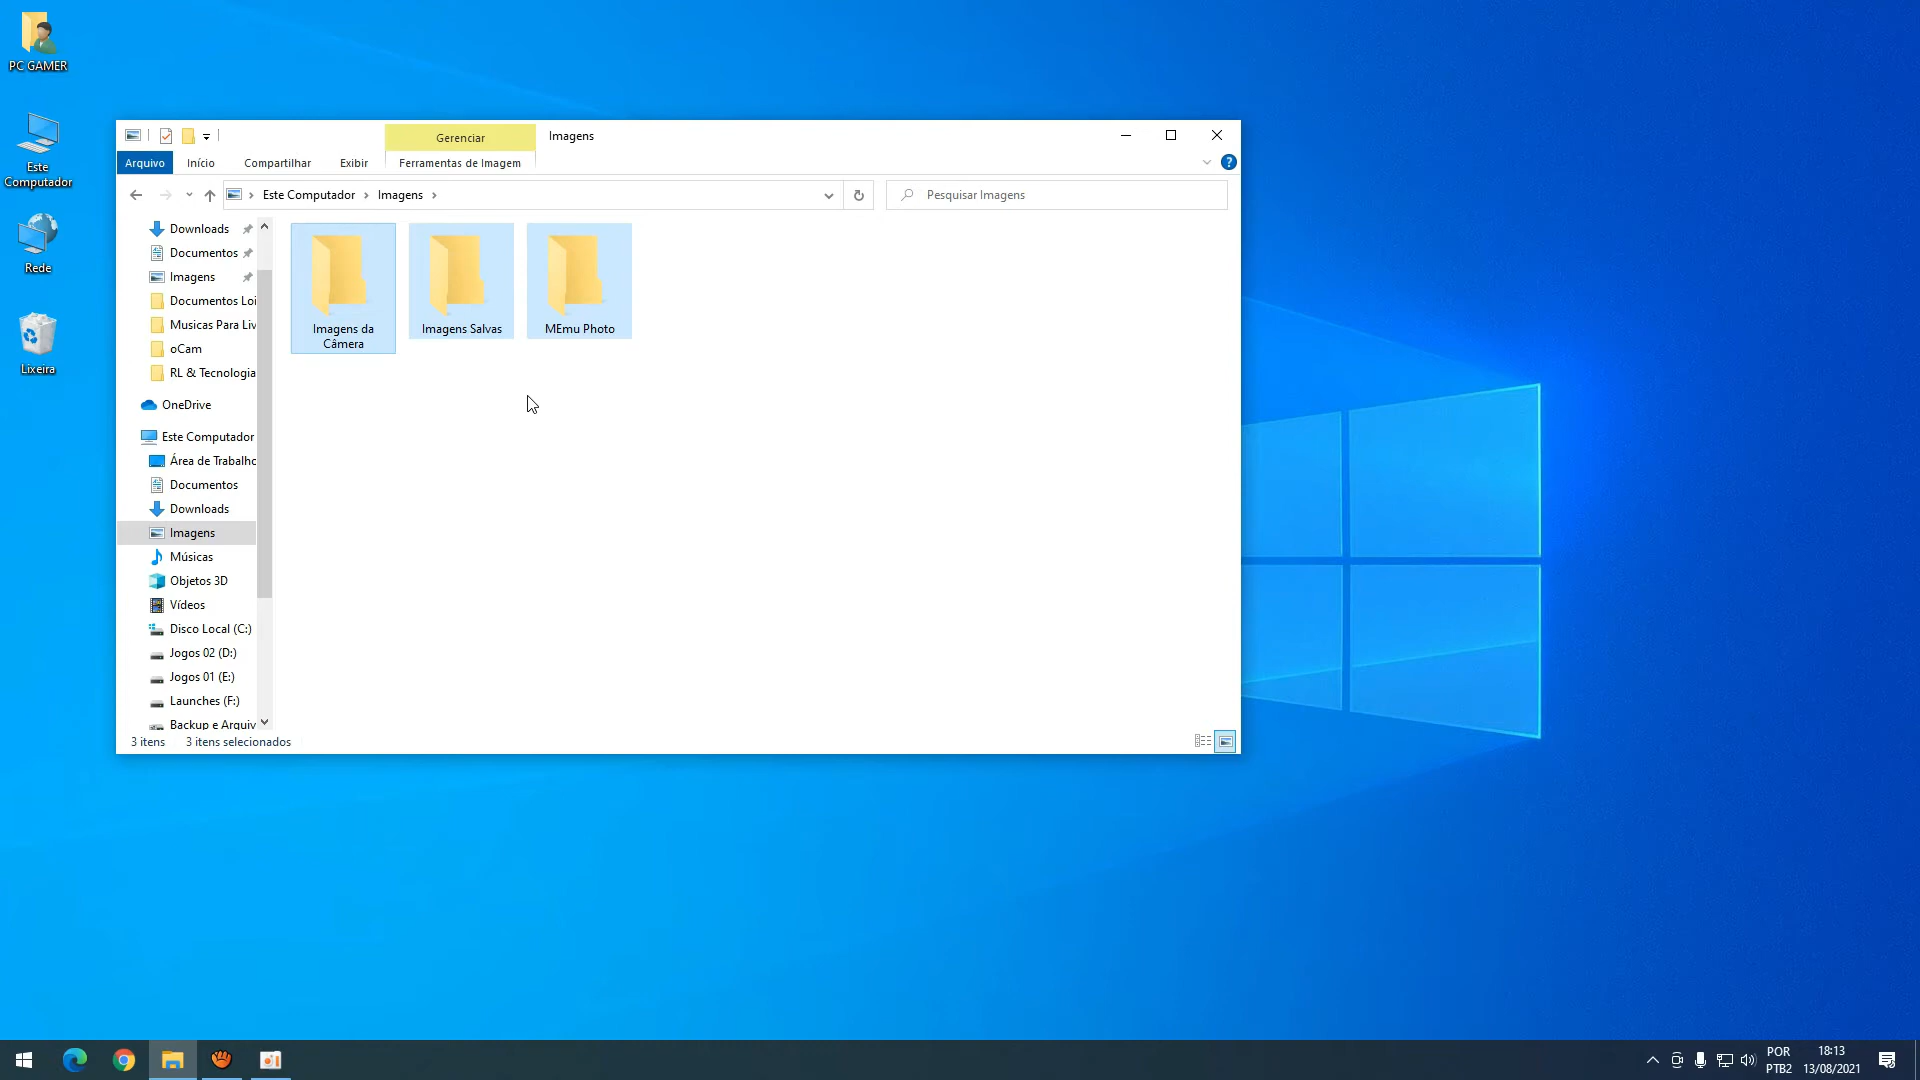 PC GAMER
Este
Computador
Rede
Lixeira
Gerenciar
Imagens
Arquivo
Início
Compartilhar
Exibir
Ferramentas de Imagem
?
Este Computador
Imagens
Pesquisar Imagens
Downloads
Documentos
Imagens
Documentos Loi
Musicas Para Liv
oCam
RL & Tecnologia
OneDrive
Este Computador
Área de Trabalho
Documentos
Downloads
Imagens
Músicas
Objetos 3D
Vídeos
Disco Local (C:)
Jogos 02 (D:)
Jogos 01 (E:)
Launches (F:)
Backup e Arquiv
Imagens da
Câmera
Imagens Salvas
MEmu Photo
3 itens
3 itens selecionados
POR
PTB2
18:13
13/08/2021